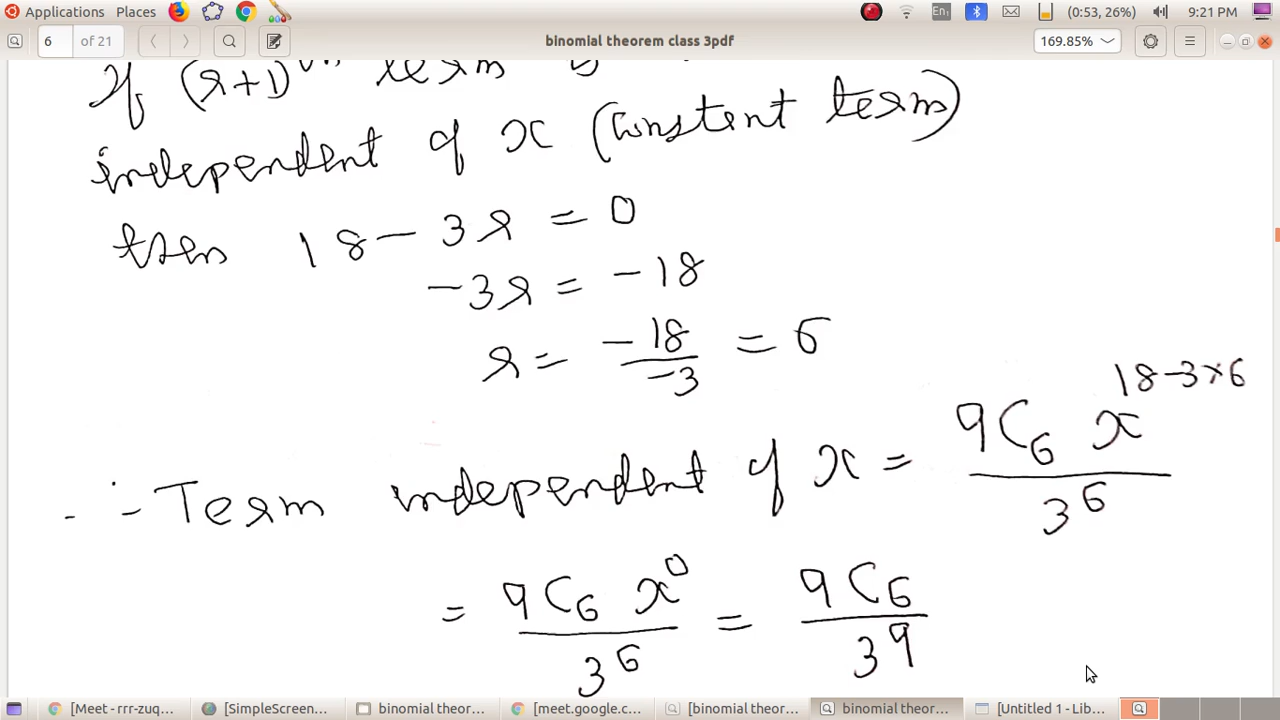 Applications Places En1 (0:53, 26%) 9:21 PM
6 of 21 binomial theorem class 3pdf 169.85%
If (r+1)th term is
independent of x (constant term)
then 18 - 3r = 0
-3r = -18
r = -18/-3 = 6
∴ Term independent of x = 9C6 x^18-3×6 / 3^6
= 9C6 x^0 / 3^6 = 9C6 / 3^9
[Meet - rrr-zuq... [SimpleScreen... binomial theor... [meet.google.c... [binomial theor... binomial theor... [Untitled 1 - Lib...